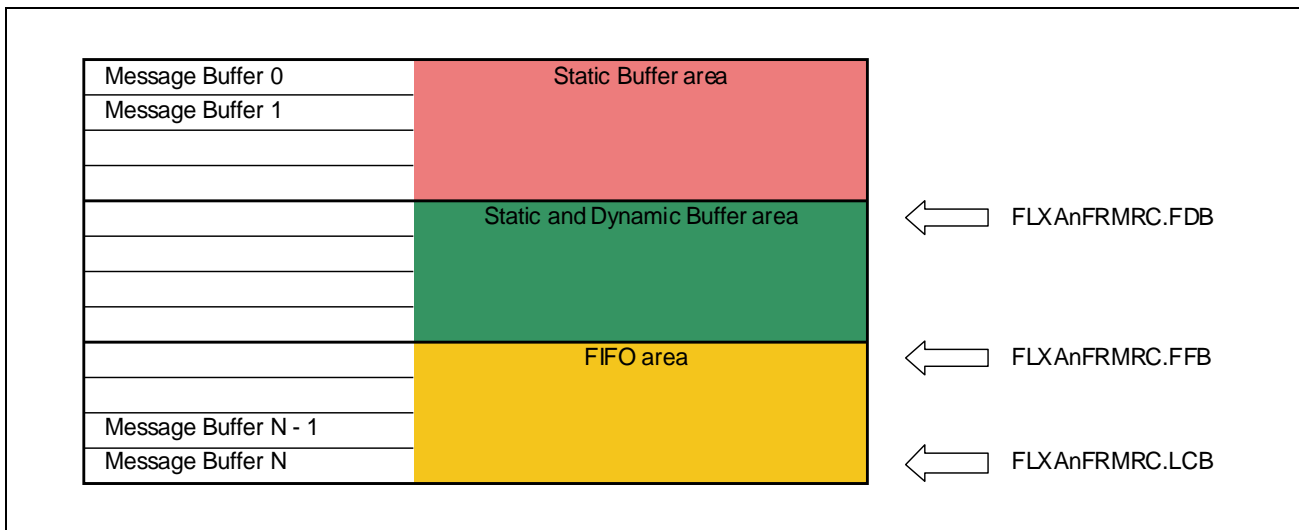 Message Buffer 0
Static Buffer area
Message Buffer 1
Static and Dynamic Buffer area
FLXAnFRMRC.FDB
FIFO area
FLXAnFRMRC.FFB
Message Buffer N - 1
Message Buffer N
FLXAnFRMRC.LCB